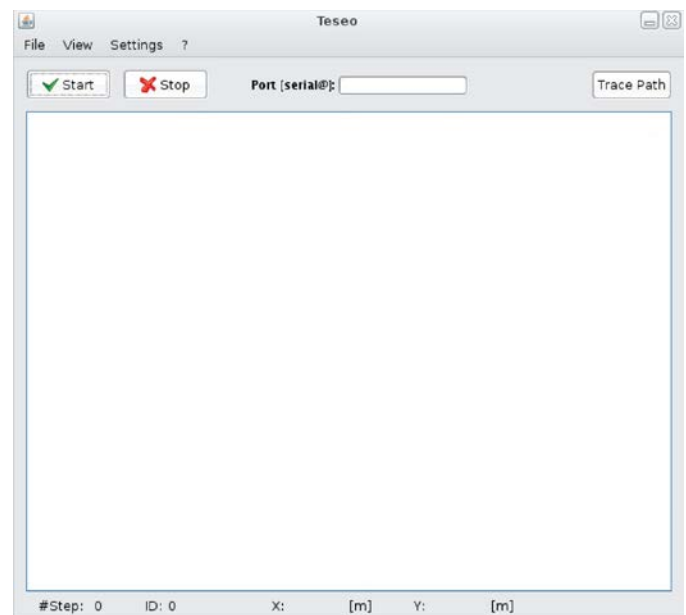 Teseo
File View Settings ?
Start Stop Port [serial@]: Trace Path
#Step: 0 ID: 0 X: [m] Y: [m]